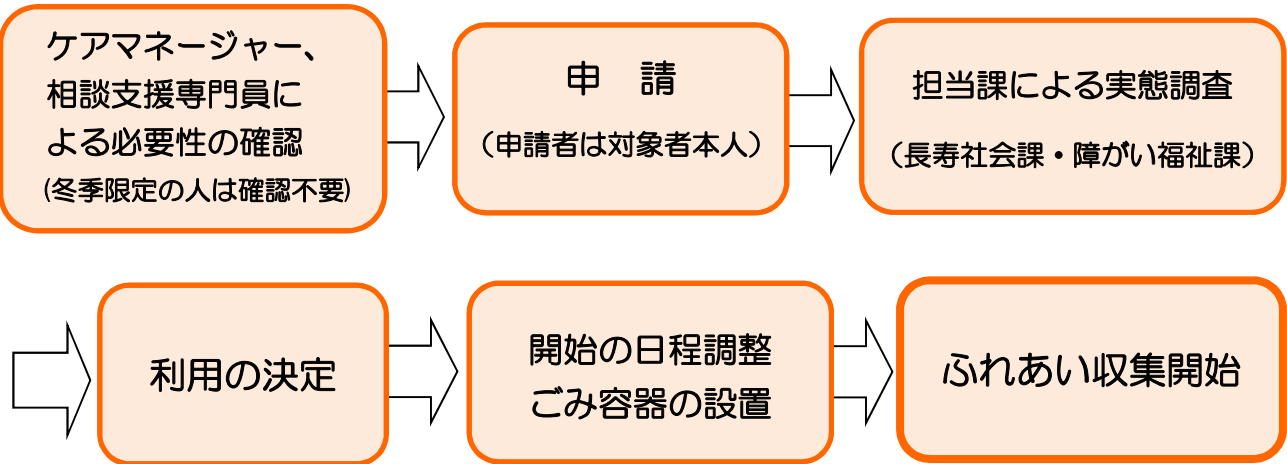 ケアマネージャー、
相談支援専門員に
よる必要性の確認
(冬季限定の人は確認不要)
申　請
（申請者は対象者本人）
担当課による実態調査
（長寿社会課・障がい福祉課）
利用の決定
開始の日程調整
ごみ容器の設置
ふれあい収集開始